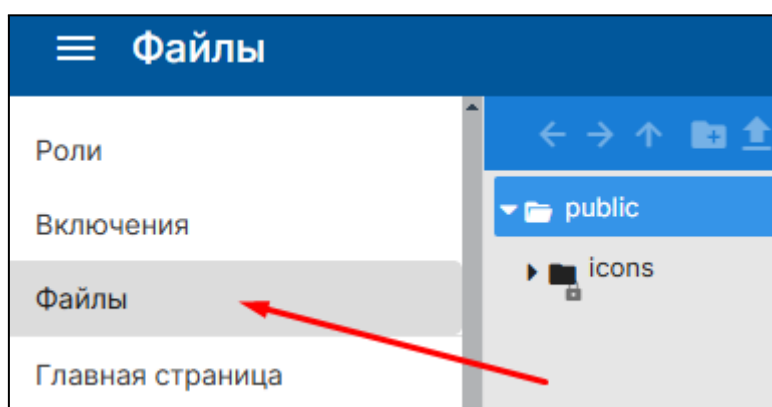 Файлы
Роли
Включения
Файлы
Главная страница
public
icons